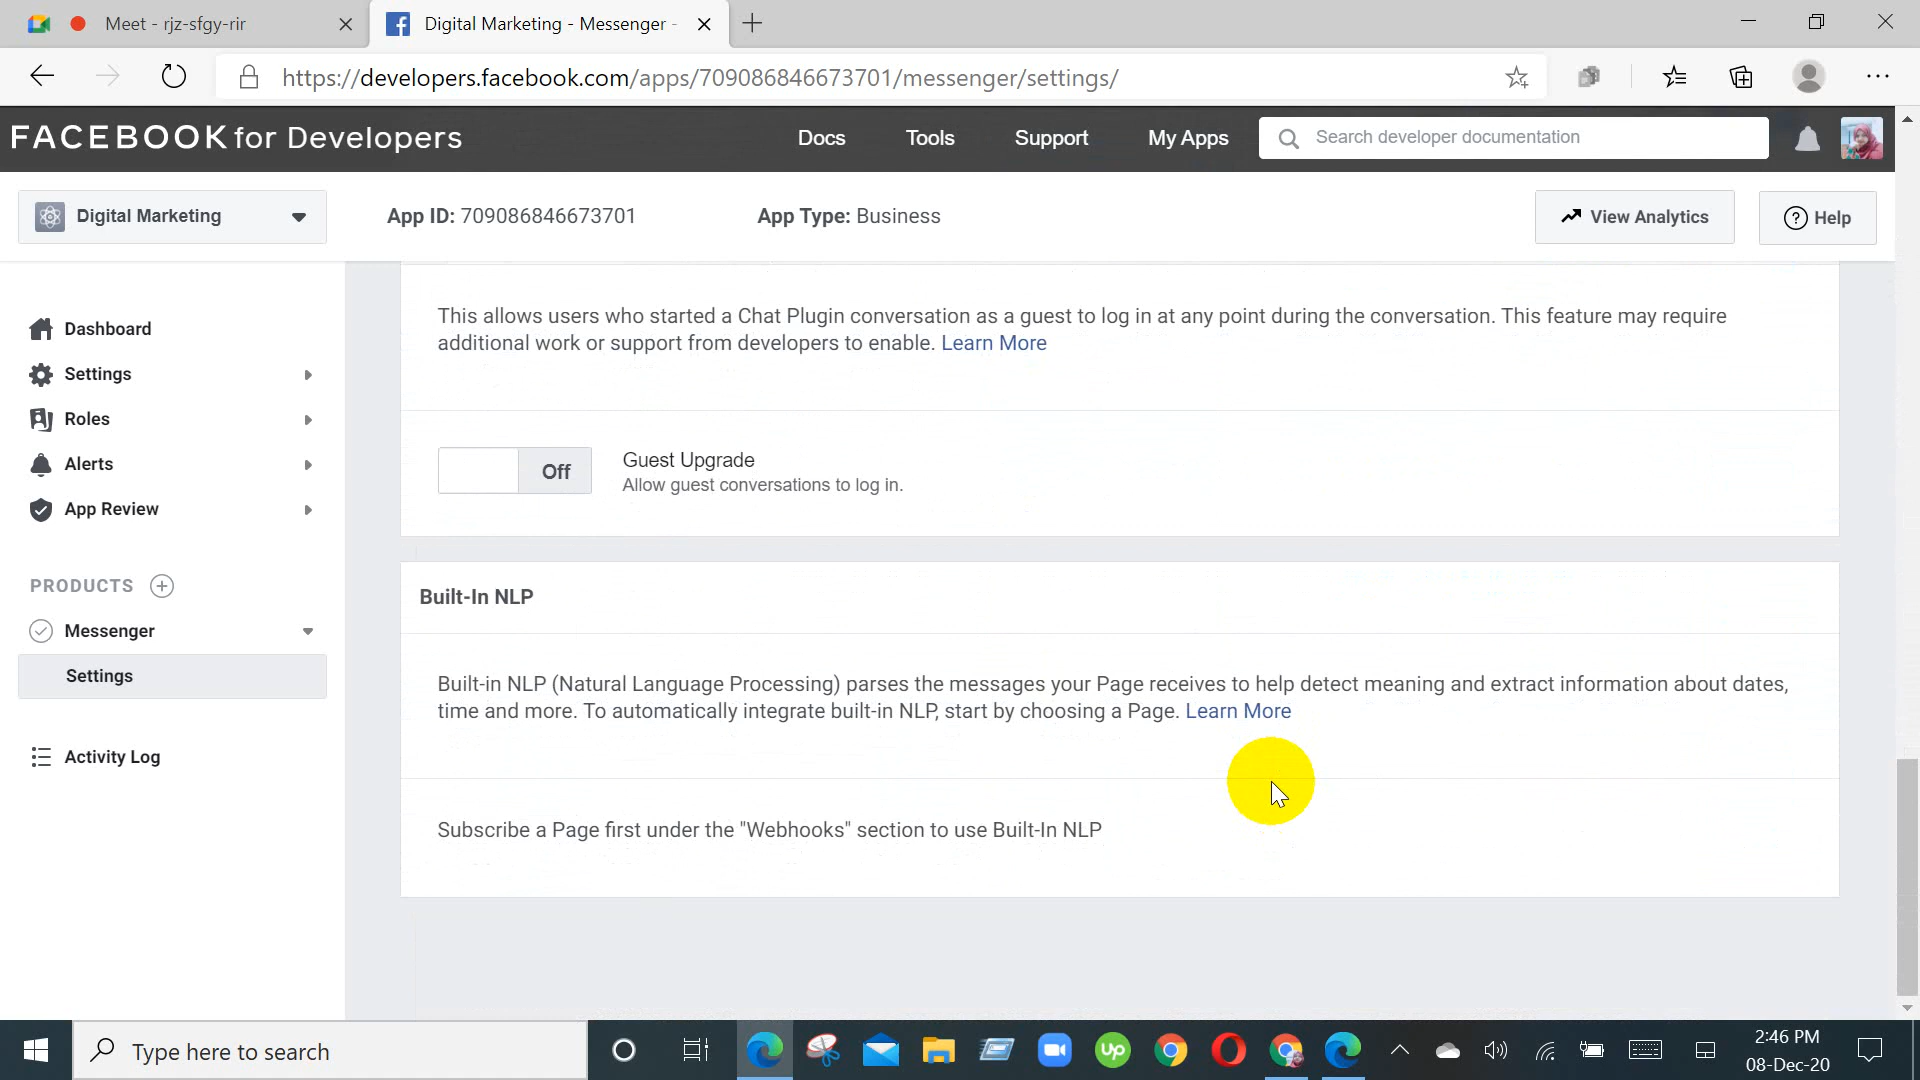 Meet - rjz-sfgy-rir
Digital Marketing - Messenger -
https://developers.facebook.com/apps/709086846673701/messenger/settings/
FACEBOOK for Developers
Docs
Tools
Support
My Apps
Search developer documentation
Digital Marketing
App ID: 709086846673701
App Type: Business
View Analytics
Help
Dashboard
Settings
Roles
Alerts
App Review
PRODUCTS
Messenger
Settings
Activity Log
This allows users who started a Chat Plugin conversation as a guest to log in at any point during the conversation. This feature may require
additional work or support from developers to enable. Learn More
Off
Guest Upgrade
Allow guest conversations to log in.
Built-In NLP
Built-in NLP (Natural Language Processing) parses the messages your Page receives to help detect meaning and extract information about dates,
time and more. To automatically integrate built-in NLP, start by choosing a Page. Learn More
Subscribe a Page first under the "Webhooks" section to use Built-In NLP
Type here to search
Up
2:46 PM
08-Dec-20